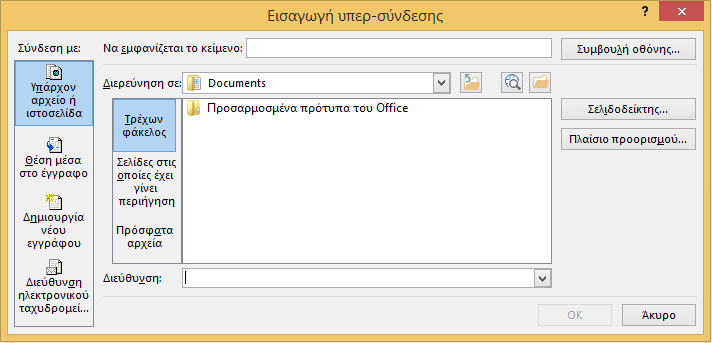 Εισαγωγή υπερ-σύνδεσης
?
Σύνδεση με:
Να εμφανίζεται το κείμενο:
Συμβουλή οθόνης...
Υπάρχον
αρχείο ή
ιστοσελίδα
Θέση μέσα
στο έγγραφο
Δημιουργία
νέου
εγγράφου
Διεύθυνση
ηλεκτρονικού
ταχυδρομεί...
Διερεύνηση σε:
Documents
Τρέχων
φάκελος
Σελίδες στις
οποίες έχει
γίνει
περιήγηση
Πρόσφατα
αρχεία
Προσαρμοσμένα πρότυπα του Office
Σελιδοδείκτης...
Πλαίσιο προορισμού...
Διεύθυνση:
OK
Άκυρο